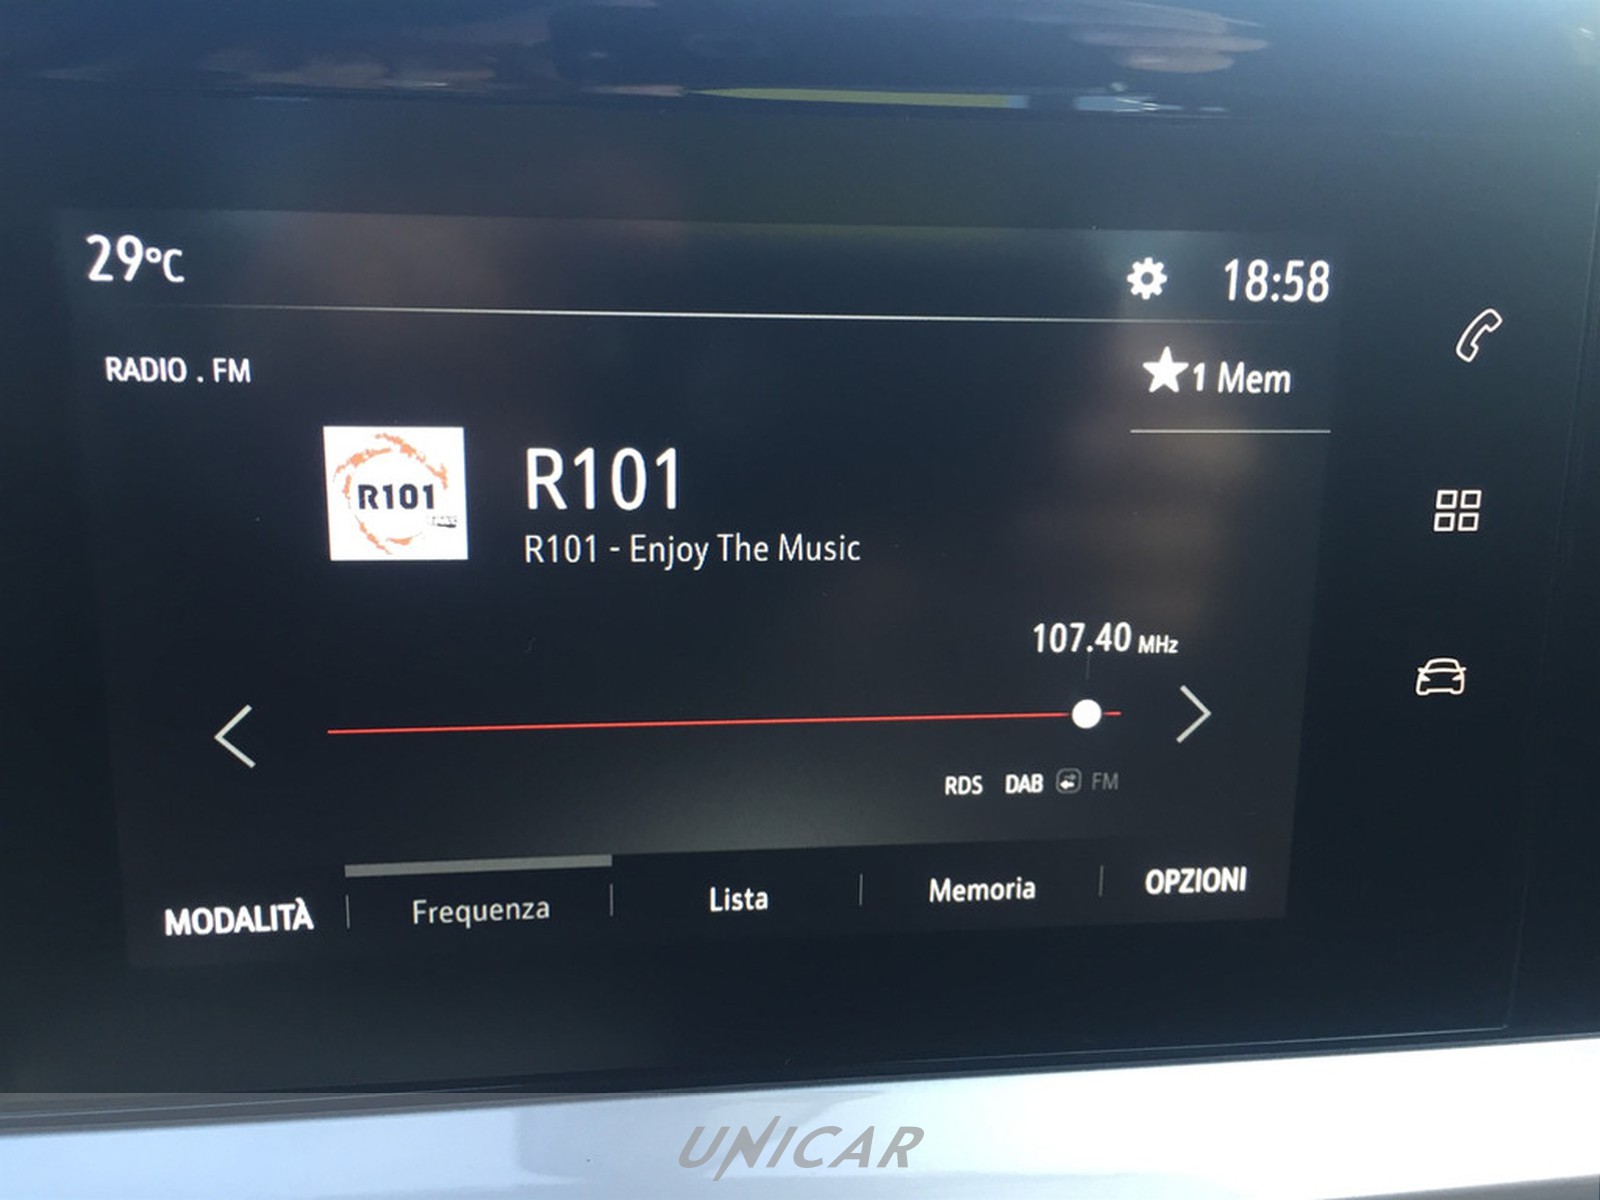 29°C
18:58
RADIO . FM
★1 Mem
R101
R101
R101 - Enjoy The Music
107.40 MHz
RDS DAB FM
MODALITÀ
Frequenza
Lista
Memoria
OPZIONI
UNICAR